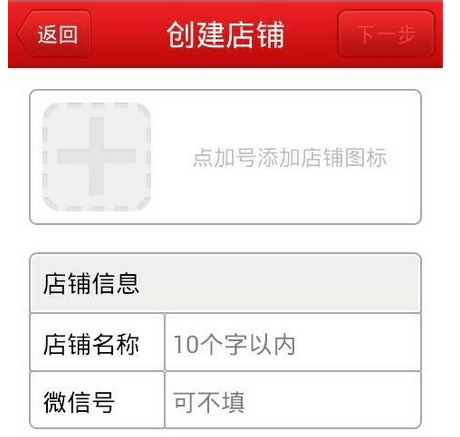 返回
创建店铺
下一步
点加号添加店铺图标
店铺信息
店铺名称
10个字以内
微信号
可不填